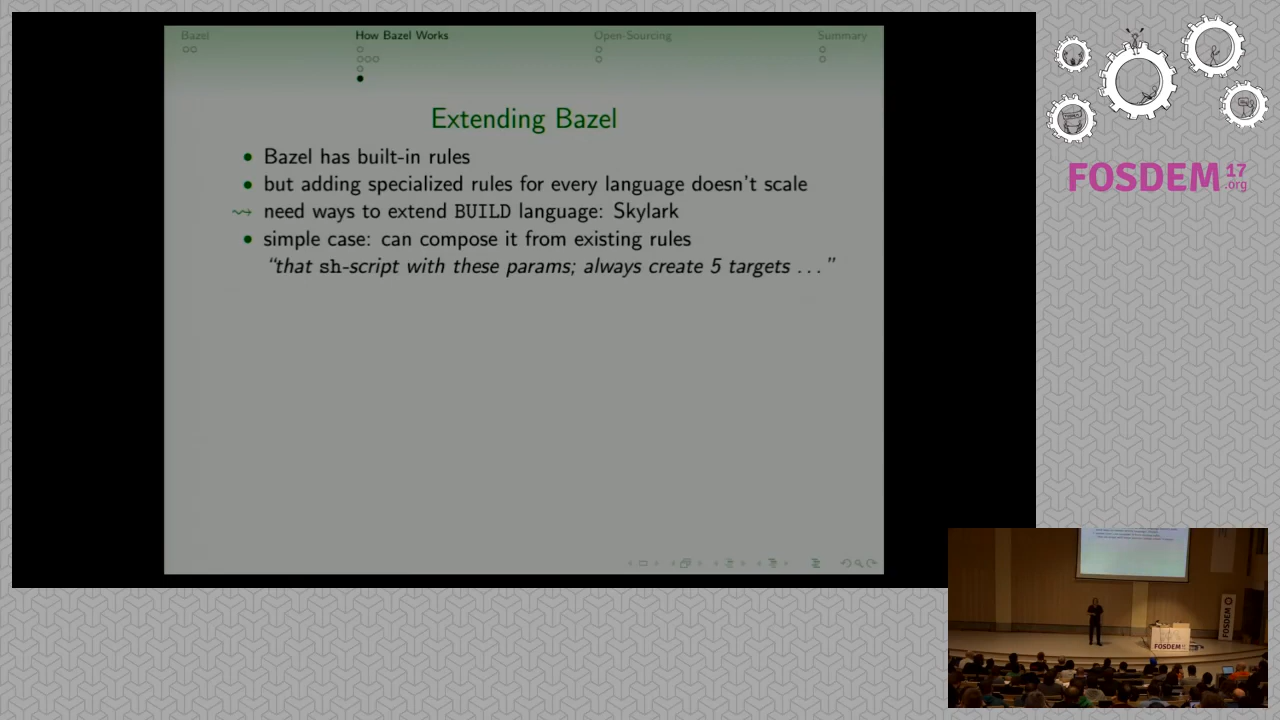 Bazel
How Bazel Works
Open-Sourcing
Summary
Extending Bazel
• Bazel has built-in rules
• but adding specialized rules for every language doesn't scale
⇝ need ways to extend BUILD language: Skylark
• simple case: can compose it from existing rules
“that sh-script with these params; always create 5 targets ...”
FOSDEM 17
.org
FOSDEM
FOSDEM